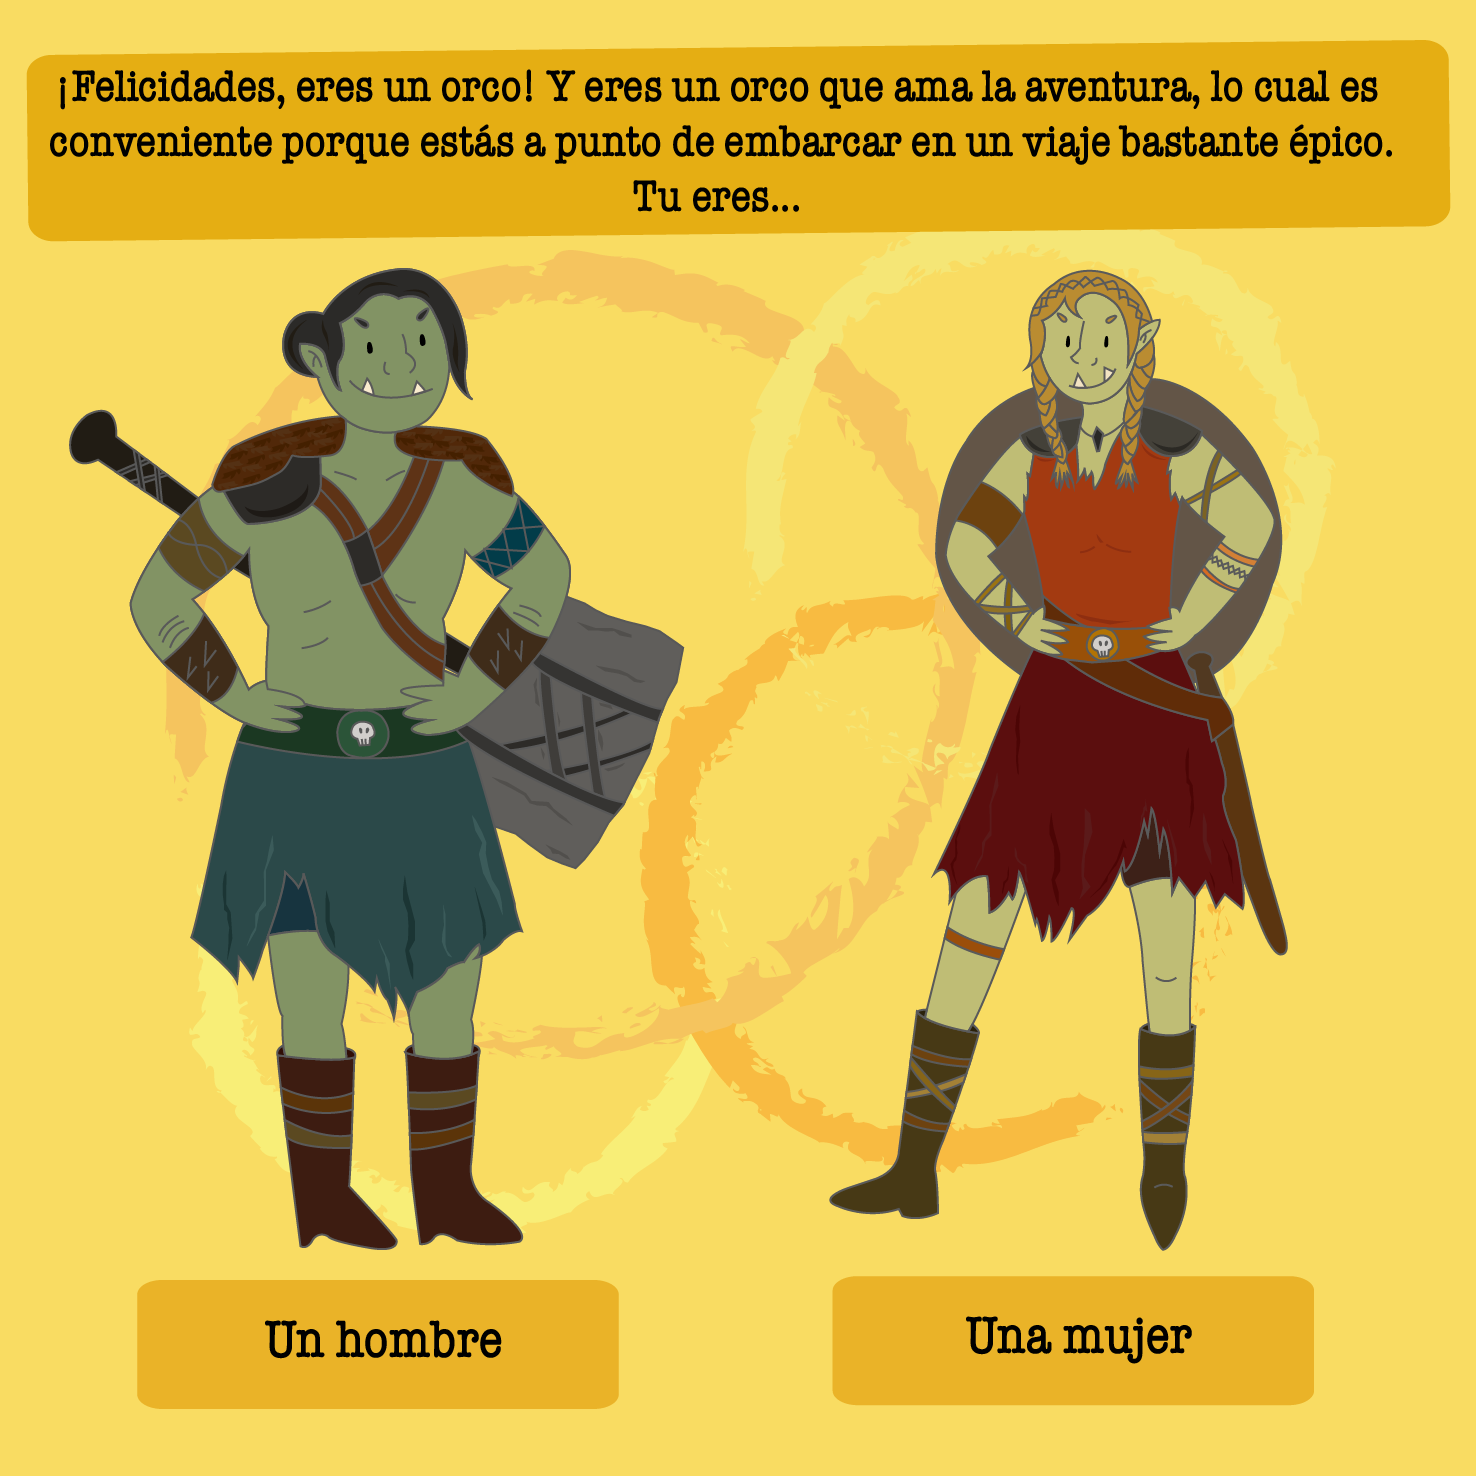 ¡Felicidades, eres un orco! Y eres un orco que ama la aventura, lo cual es
conveniente porque estás a punto de embarcar en un viaje bastante épico.
Tu eres...
Un hombre
Una mujer